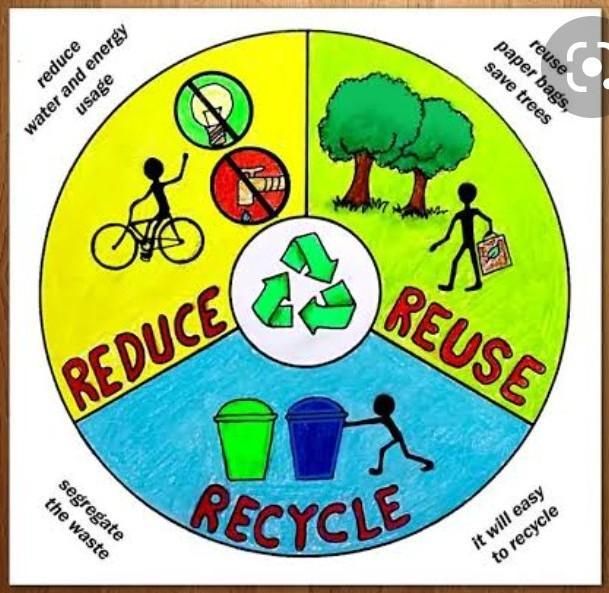 reduce
water and energy
usage
reuse
paper bags,
save trees
REDUCE
REUSE
RECYCLE
segregate
the waste
it will easy
to recycle